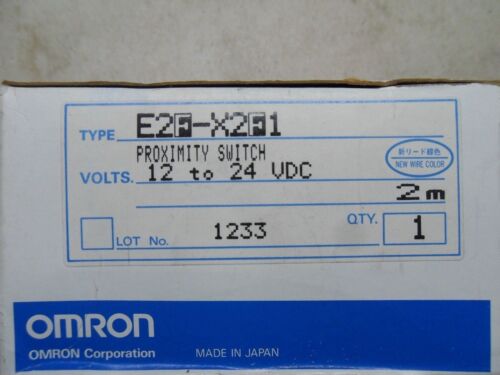 TYPE E2F-X2F1
PROXIMITY SWITCH
新リード線色
NEW WIRE COLOR
VOLTS. 12 to 24 VDC
2m
LOT No. 1233
QTY. 1
OMRON
OMRON Corporation MADE IN JAPAN